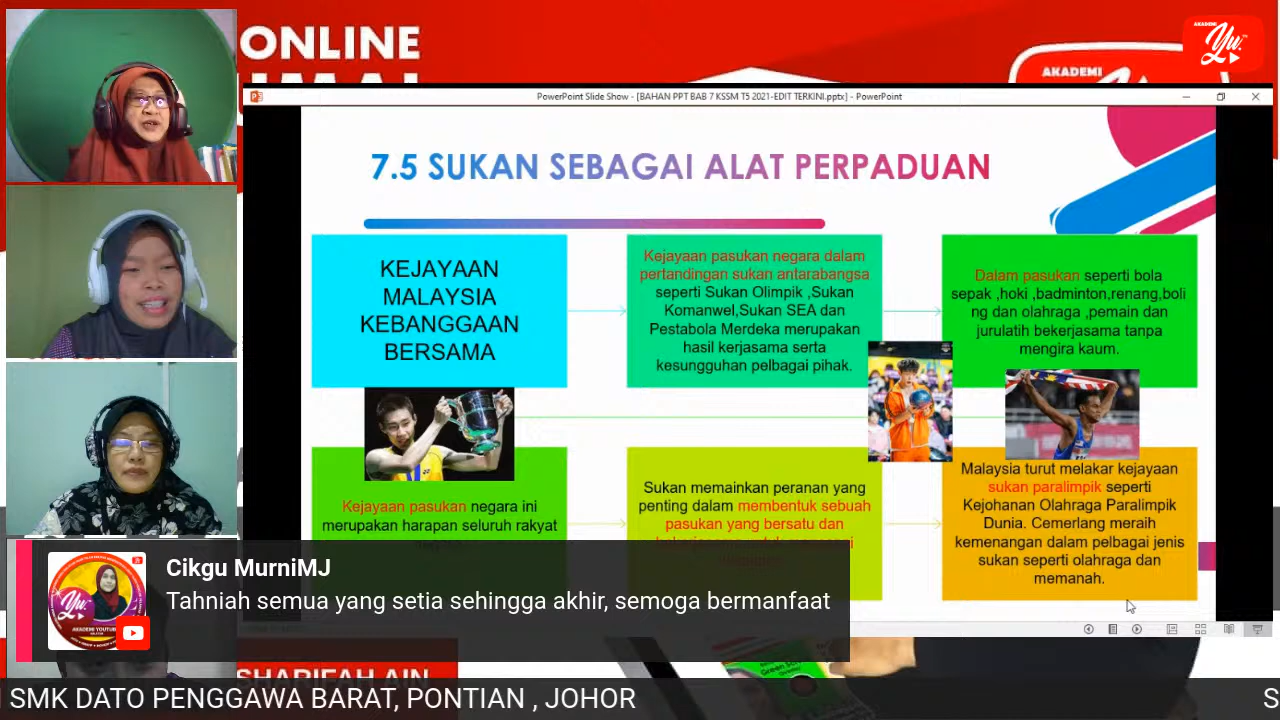 ONLINE
AKADEMI
Yu.
AKADEMI
PowerPoint Slide Show - [BAHAN PPT BAB 7 KSSM T5 2021-EDIT TERKINI.pptx] - PowerPoint
7.5 SUKAN SEBAGAI ALAT PERPADUAN
KEJAYAAN
MALAYSIA
KEBANGGAAN
BERSAMA
Kejayaan pasukan negara dalam
pertandingan sukan antarabangsa
seperti Sukan Olimpik ,Sukan
Komanwel,Sukan SEA dan
Pestabola Merdeka merupakan
hasil kerjasama serta
kesungguhan pelbagai pihak.
Dalam pasukan seperti bola
sepak ,hoki ,badminton,renang,boli
ng dan olahraga ,pemain dan
jurulatih bekerjasama tanpa
mengira kaum.
Kejayaan pasukan negara ini
merupakan harapan seluruh rakyat
Sukan memainkan peranan yang
penting dalam membentuk sebuah
pasukan yang bersatu dan
Malaysia turut melakar kejayaan
sukan paralimpik seperti
Kejohanan Olahraga Paralimpik
Dunia. Cemerlang meraih
kemenangan dalam pelbagai jenis
sukan seperti olahraga dan
memanah.
Cikgu MurniMJ
Tahniah semua yang setia sehingga akhir, semoga bermanfaat
SHARIFAH AIN
SMK DATO PENGGAWA BARAT, PONTIAN , JOHOR
S